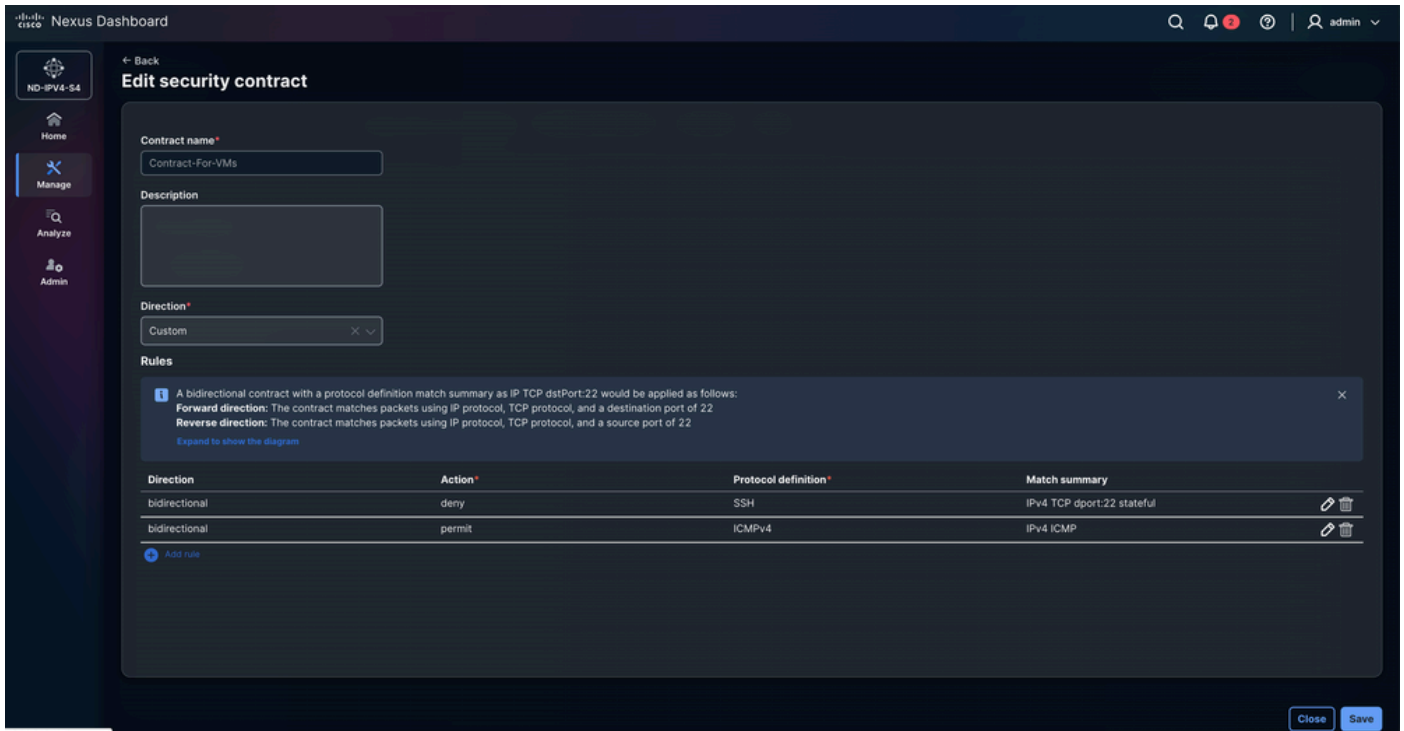 CISCO Nexus Dashboard
2
admin
ND-IPV4-S4
Home
Manage
Analyze
Admin
← Back
Edit security contract
Contract name*
Contract-For-VMs
Description
Direction*
Custom
Rules
A bidirectional contract with a protocol definition match summary as IP TCP dstPort:22 would be applied as follows:
Forward direction: The contract matches packets using IP protocol, TCP protocol, and a destination port of 22
Reverse direction: The contract matches packets using IP protocol, TCP protocol, and a source port of 22
Expand to show the diagram
Direction Action* Protocol definition* Match summary
bidirectional deny SSH IPv4 TCP dport:22 stateful
bidirectional permit ICMPv4 IPv4 ICMP
Add rule
Close Save